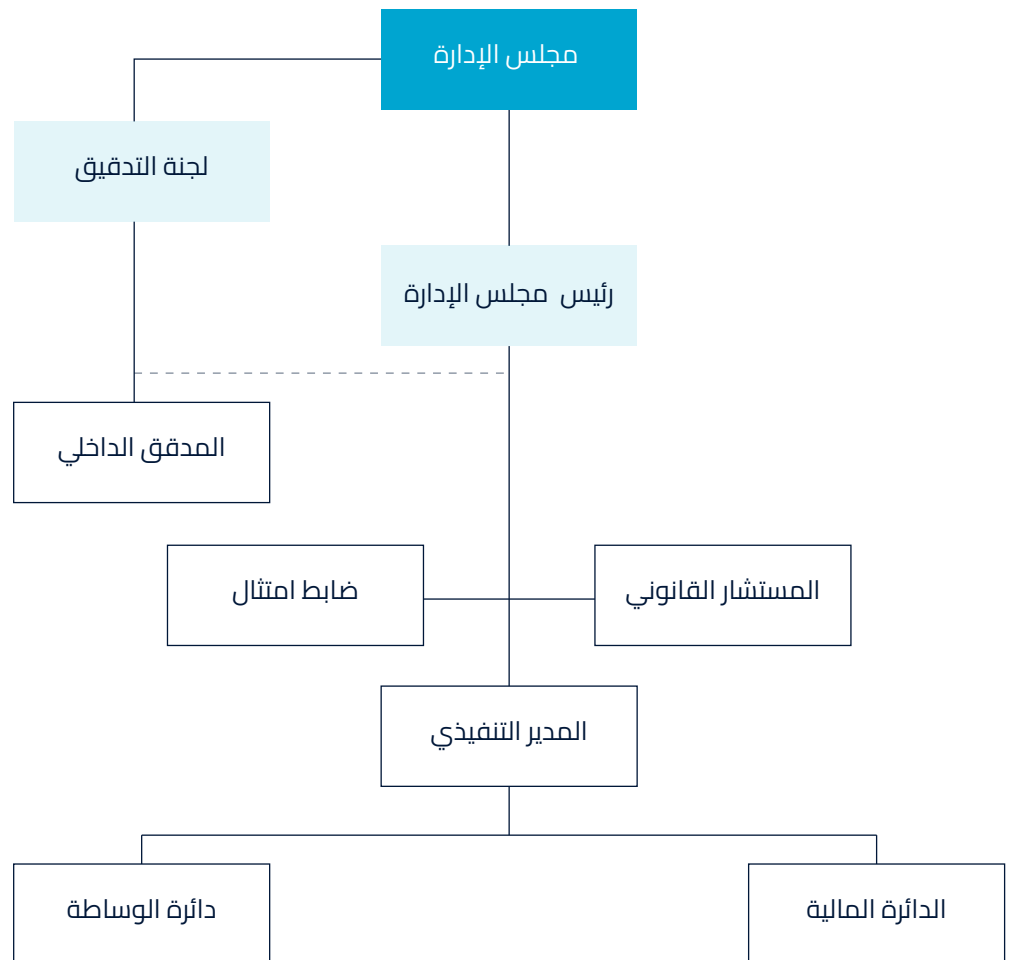 مجلس الإدارة
لجنة التدقيق
رئيس مجلس الإدارة
المدقق الداخلي
المستشار القانوني
ضابط امتثال
المدير التنفيذي
الدائرة المالية
دائرة الوساطة